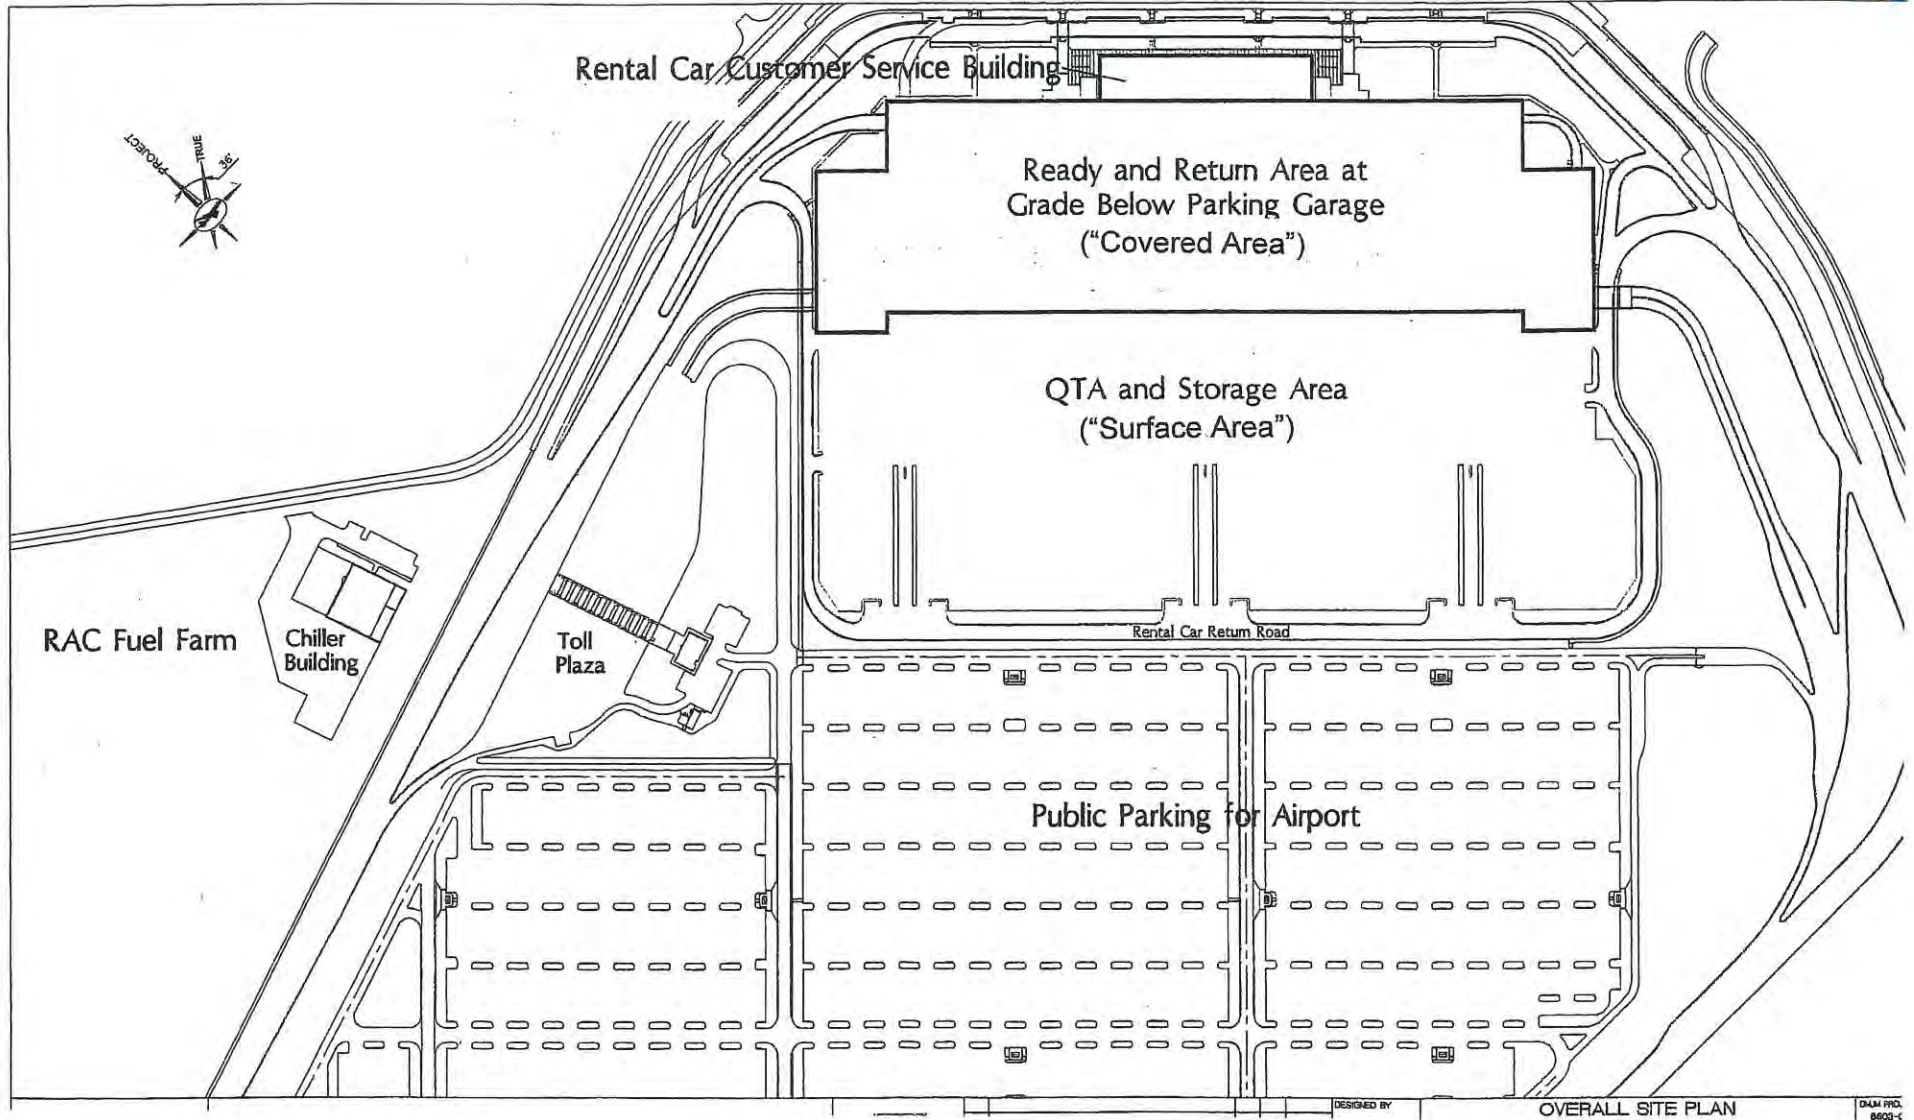 Rental Car Customer Service Building
PROJECT
TRUE
36°
Ready and Return Area at
Grade Below Parking Garage
("Covered Area")
QTA and Storage Area
("Surface Area")
RAC Fuel Farm
Chiller
Building
Toll
Plaza
Rental Car Return Road
Public Parking for Airport
DESIGNED BY
OVERALL SITE PLAN